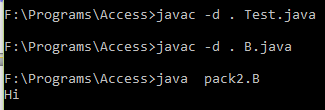 F:\Programs\Access>javac -d . Test.java
F:\Programs\Access>javac -d . B.java
F:\Programs\Access>java  pack2.B
Hi